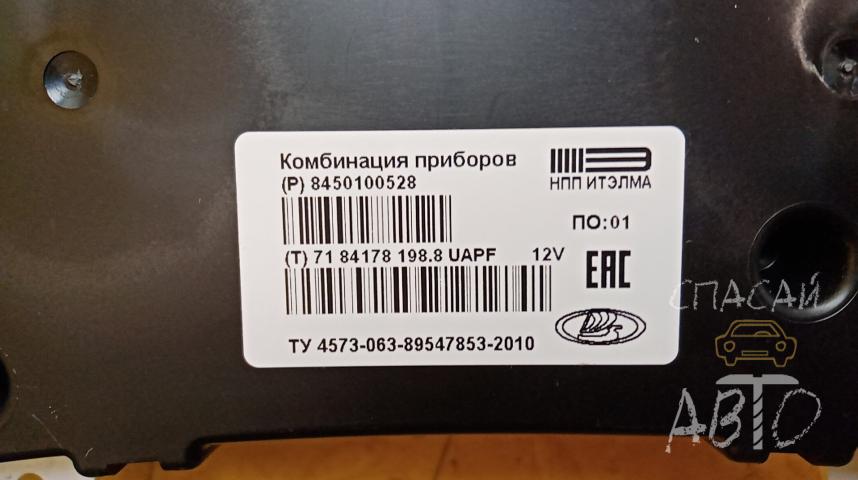 Комбинация приборов
(P) 8450100528
НПП ИТЭЛМА
ПО:01
(T) 71 84178 198.8 UAPF 12V
EAC
ТУ 4573-063-89547853-2010
СПАСАЙ
АВТО